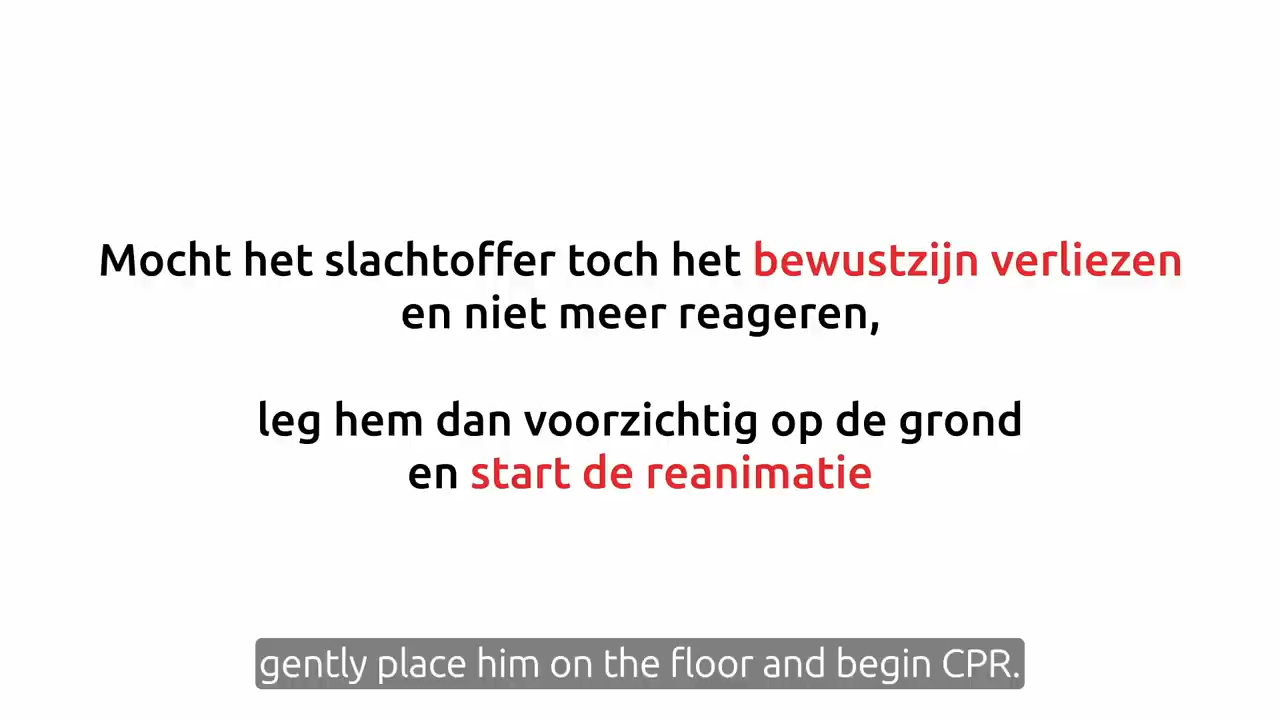 Mocht het slachtoffer toch het bewustzijn verliezen
en niet meer reageren,
leg hem dan voorzichtig op de grond
en start de reanimatie
gently place him on the floor and begin CPR.